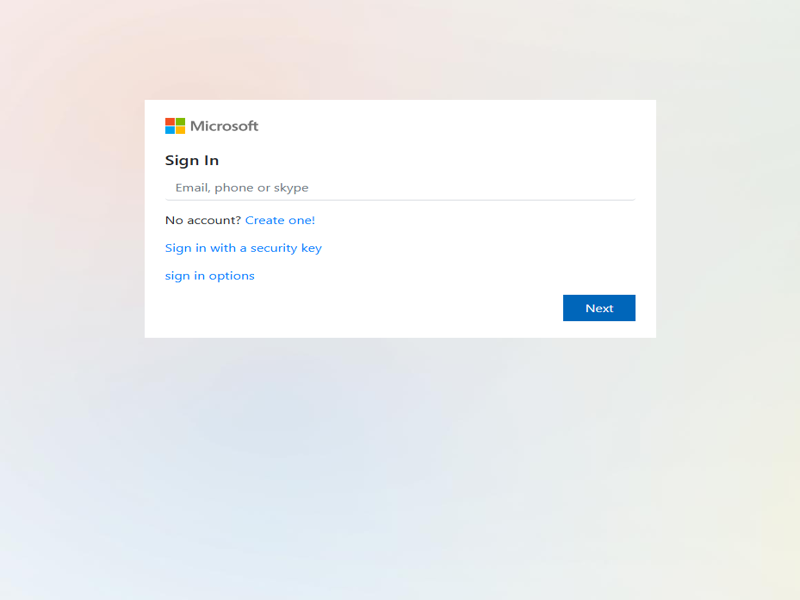 Microsoft
Sign In
Email, phone or skype
No account? Create one!
Sign in with a security key
sign in options
Next